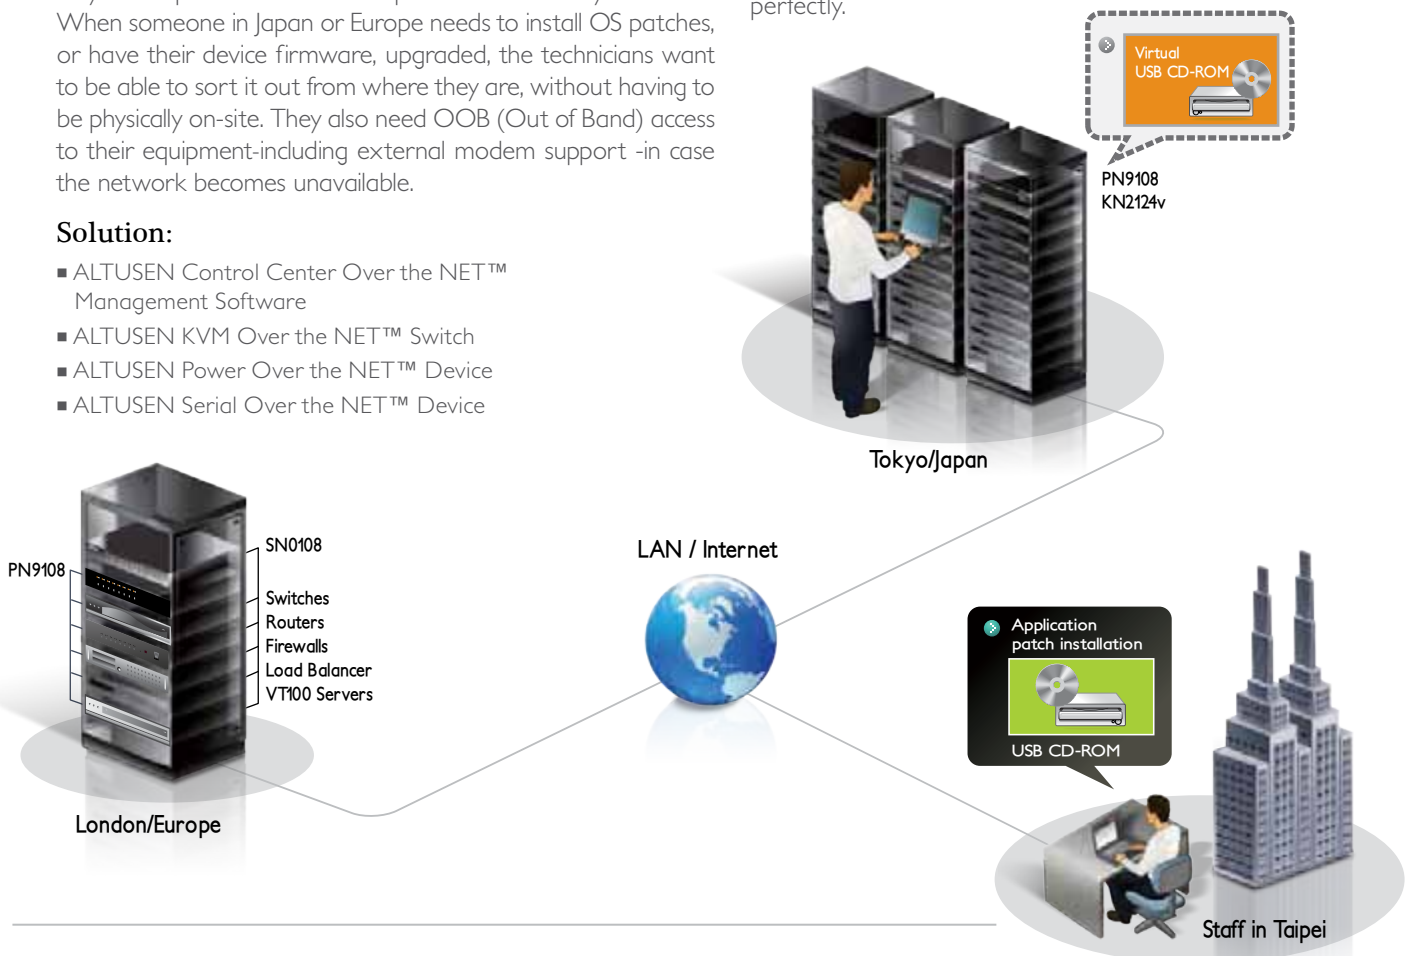 When someone in Japan or Europe needs to install OS patches,
or have their device firmware, upgraded, the technicians want
to be able to sort it out from where they are, without having to
be physically on-site. They also need OOB (Out of Band) access
to their equipment-including external modem support -in case
the network becomes unavailable.
Solution:
■ ALTUSEN Control Center Over the NET™
Management Software
■ ALTUSEN KVM Over the NET™ Switch
■ ALTUSEN Power Over the NET™ Device
■ ALTUSEN Serial Over the NET™ Device
perfectly.
Virtual
USB CD-ROM
PN9108
KN2124v
Tokyo/Japan
PN9108
SN0108
Switches
Routers
Firewalls
Load Balancer
VT100 Servers
London/Europe
LAN / Internet
Application
patch installation
USB CD-ROM
Staff in Taipei